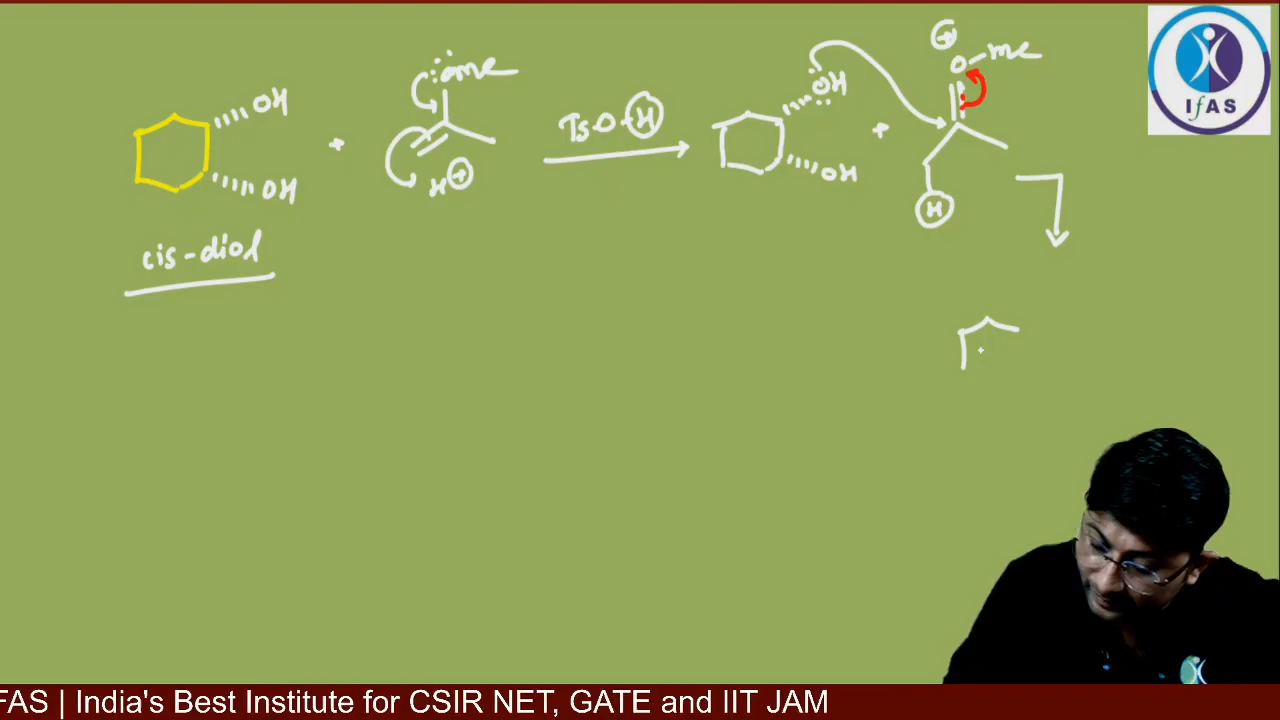 OH
OH
cis-diol
+
:ÖMe
H⊕
TsO-H
OH
OH
+
⊕
O-Me
H
IfAS
FAS | India's Best Institute for CSIR NET, GATE and IIT JAM